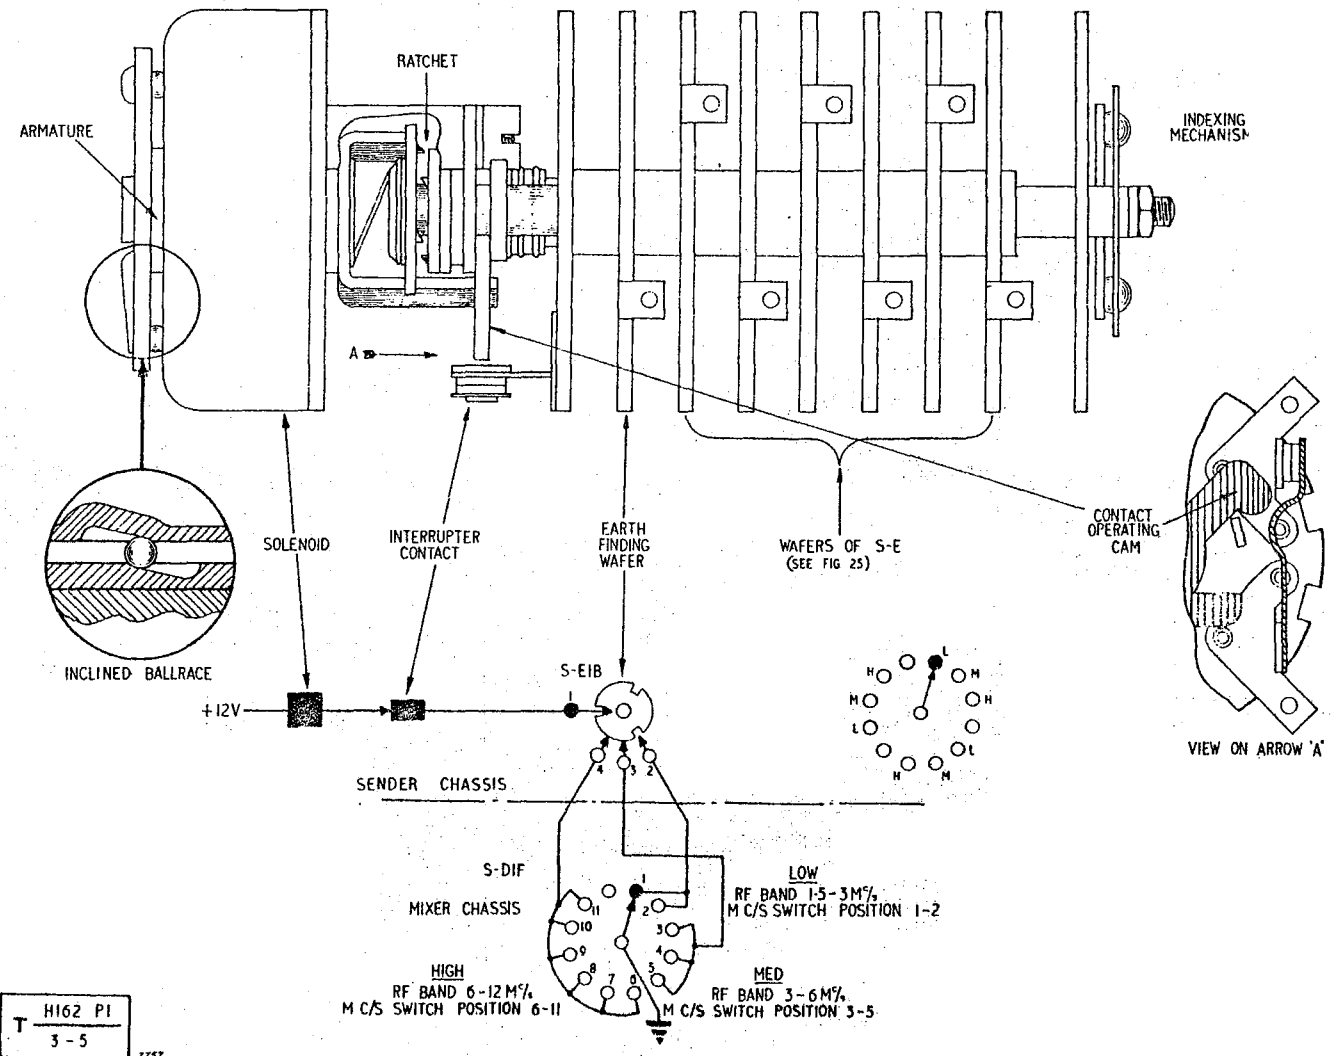 RATCHET
ARMATURE
INDEXING
MECHANISM
A
SOLENOID
INTERRUPTER
CONTACT
EARTH
FINDING
WAFER
WAFERS OF S-E
(SEE FIG 25)
CONTACT
OPERATING
CAM
INCLINED BALLRACE
VIEW ON ARROW 'A'
+12V
S-E1B
1
4
3
2
L
H
M
M
H
L
L
H
M
SENDER CHASSIS
S-D1F
MIXER CHASSIS
1
2
3
4
5
6
7
8
9
10
11
LOW
RF BAND 1·5-3 Mc/s
M C/S SWITCH POSITION 1-2
HIGH
RF BAND 6-12 Mc/s
M C/S SWITCH POSITION 6-11
MED
RF BAND 3-6 Mc/s
M C/S SWITCH POSITION 3-5
T
H162 P1
3-5